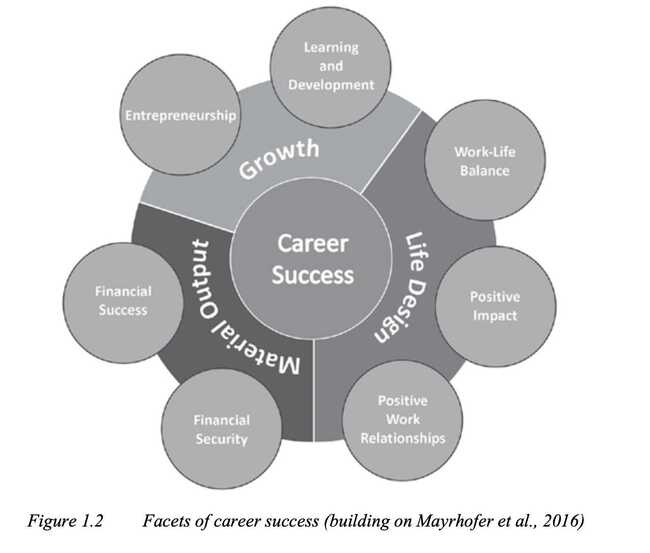 Learning
and
Development
Entrepreneurship
Growth
Work-Life
Balance
Career
Success
Life Design
Material Output
Financial
Success
Positive
Impact
Positive
Work
Relationships
Financial
Security
Figure 1.2 Facets of career success (building on Mayrhofer et al., 2016)